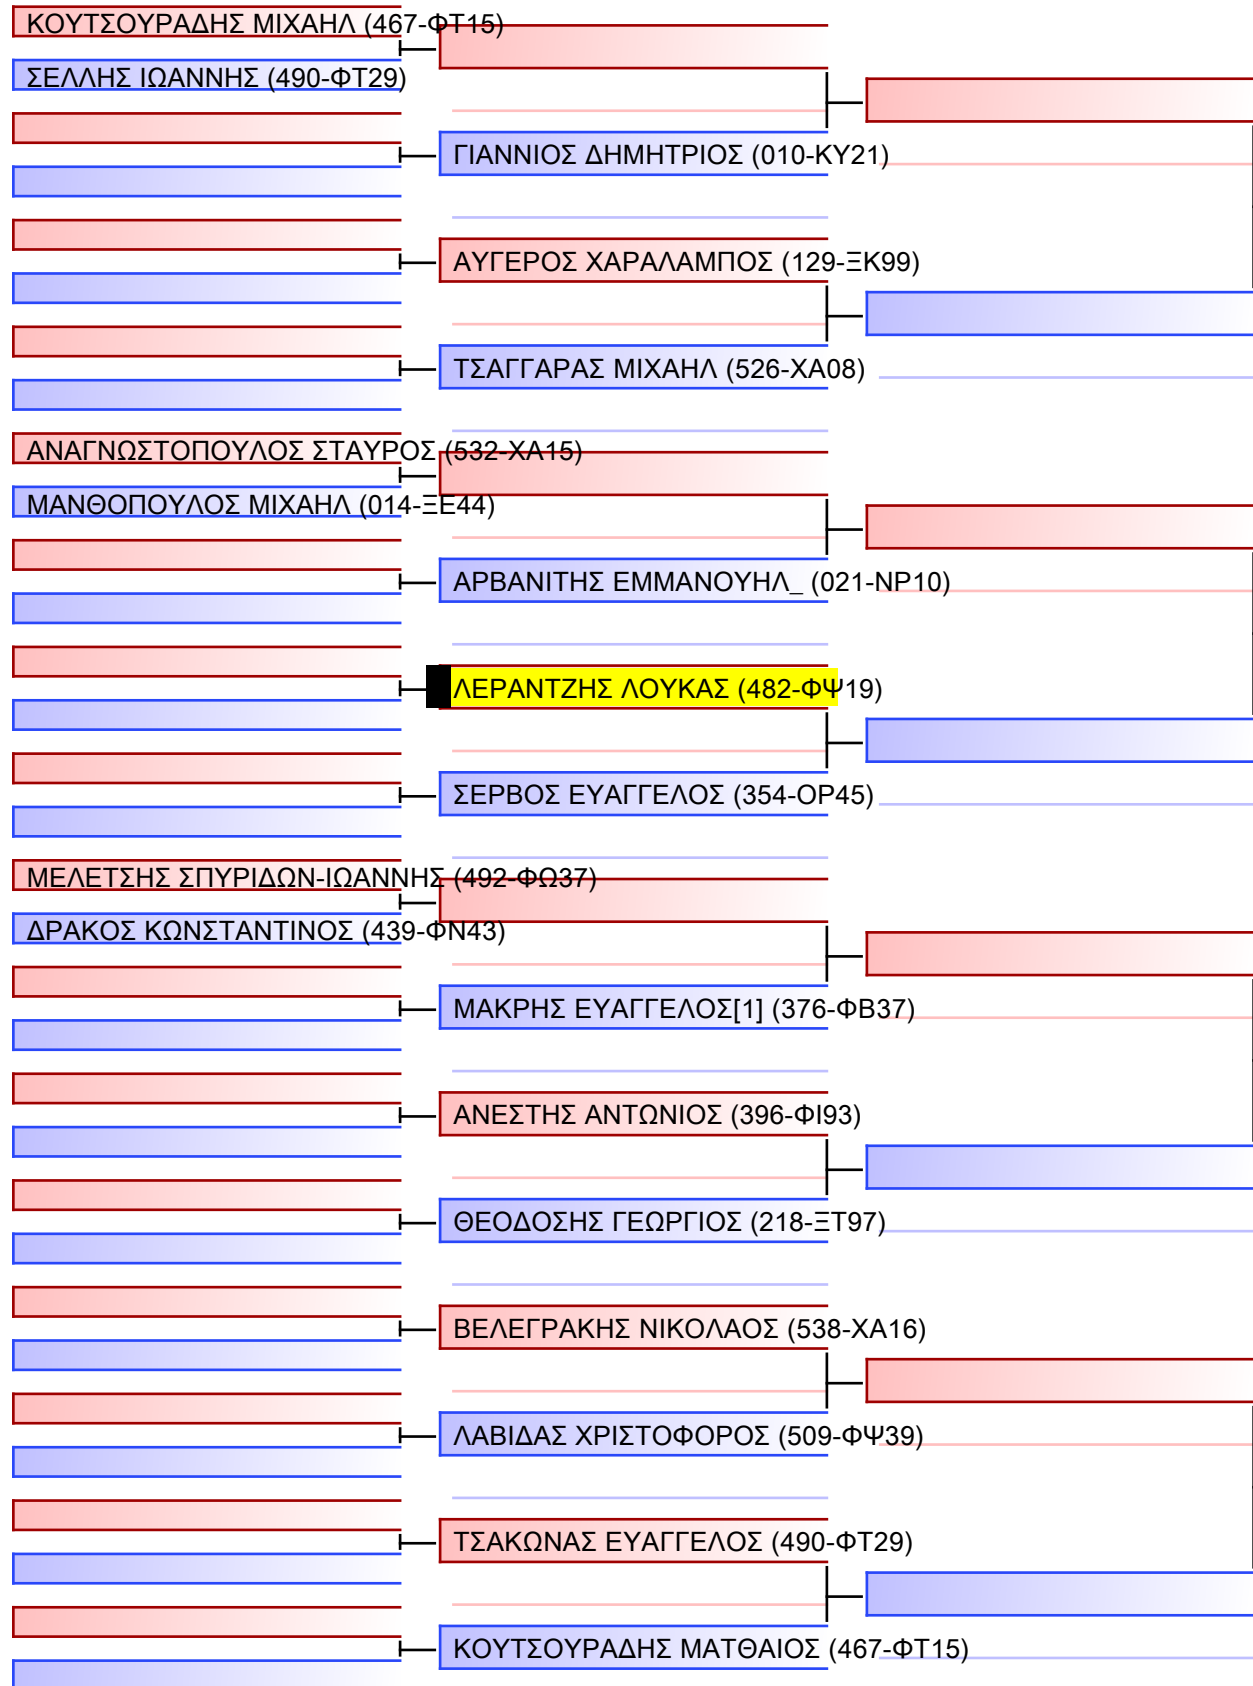 ΚΟΥΤΣΟΥΡΑΔΗΣ ΜΙΧΑΗΛ (467-ΦΤ15)
ΣΕΛΛΗΣ ΙΩΑΝΝΗΣ (490-ΦΤ29)
ΓΙΑΝΝΙΟΣ ΔΗΜΗΤΡΙΟΣ (010-ΚΥ21)
ΑΥΓΕΡΟΣ ΧΑΡΑΛΑΜΠΟΣ (129-ΞΚ99)
ΤΣΑΓΓΑΡΑΣ ΜΙΧΑΗΛ (526-ΧΑ08)
ΑΝΑΓΝΩΣΤΟΠΟΥΛΟΣ ΣΤΑΥΡΟΣ (532-ΧΑ15)
ΜΑΝΘΟΠΟΥΛΟΣ ΜΙΧΑΗΛ (014-ΞΕ44)
ΑΡΒΑΝΙΤΗΣ ΕΜΜΑΝΟΥΗΛ_ (021-ΝΡ10)
ΛΕΡΑΝΤΖΗΣ ΛΟΥΚΑΣ (482-ΦΨ19)
ΣΕΡΒΟΣ ΕΥΑΓΓΕΛΟΣ (354-ΟΡ45)
ΜΕΛΕΤΣΗΣ ΣΠΥΡΙΔΩΝ-ΙΩΑΝΝΗΣ (492-ΦΩ37)
ΔΡΑΚΟΣ ΚΩΝΣΤΑΝΤΙΝΟΣ (439-ΦΝ43)
ΜΑΚΡΗΣ ΕΥΑΓΓΕΛΟΣ[1] (376-ΦΒ37)
ΑΝΕΣΤΗΣ ΑΝΤΩΝΙΟΣ (396-ΦΙ93)
ΘΕΟΔΟΣΗΣ ΓΕΩΡΓΙΟΣ (218-ΞΤ97)
ΒΕΛΕΓΡΑΚΗΣ ΝΙΚΟΛΑΟΣ (538-ΧΑ16)
ΛΑΒΙΔΑΣ ΧΡΙΣΤΟΦΟΡΟΣ (509-ΦΨ39)
ΤΣΑΚΩΝΑΣ ΕΥΑΓΓΕΛΟΣ (490-ΦΤ29)
ΚΟΥΤΣΟΥΡΑΔΗΣ ΜΑΤΘΑΙΟΣ (467-ΦΤ15)